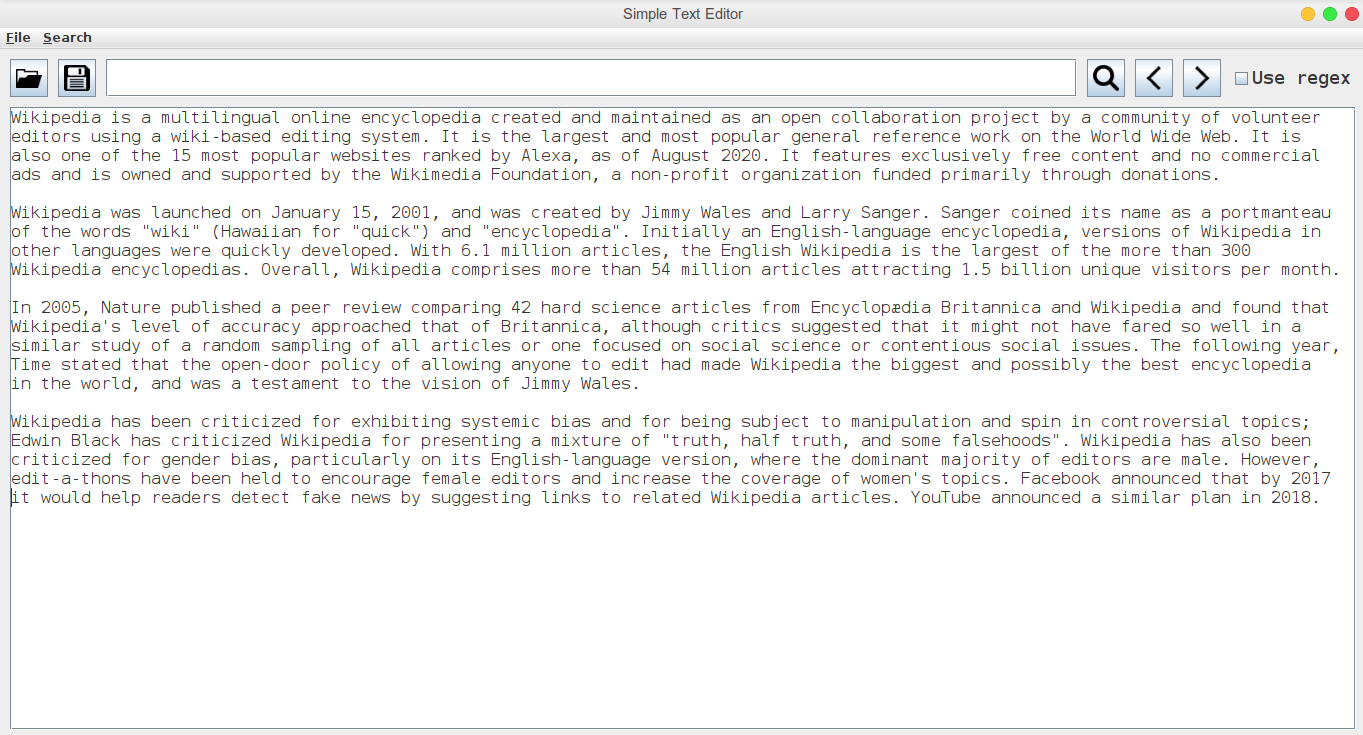 Simple Text Editor
File Search
Use regex
Wikipedia is a multilingual online encyclopedia created and maintained as an open collaboration project by a community of volunteer
editors using a wiki-based editing system. It is the largest and most popular general reference work on the World Wide Web. It is
also one of the 15 most popular websites ranked by Alexa, as of August 2020. It features exclusively free content and no commercial
ads and is owned and supported by the Wikimedia Foundation, a non-profit organization funded primarily through donations.
Wikipedia was launched on January 15, 2001, and was created by Jimmy Wales and Larry Sanger. Sanger coined its name as a portmanteau
of the words "wiki" (Hawaiian for "quick") and "encyclopedia". Initially an English-language encyclopedia, versions of Wikipedia in
other languages were quickly developed. With 6.1 million articles, the English Wikipedia is the largest of the more than 300
Wikipedia encyclopedias. Overall, Wikipedia comprises more than 54 million articles attracting 1.5 billion unique visitors per month.
In 2005, Nature published a peer review comparing 42 hard science articles from Encyclopædia Britannica and Wikipedia and found that
Wikipedia's level of accuracy approached that of Britannica, although critics suggested that it might not have fared so well in a
similar study of a random sampling of all articles or one focused on social science or contentious social issues. The following year,
Time stated that the open-door policy of allowing anyone to edit had made Wikipedia the biggest and possibly the best encyclopedia
in the world, and was a testament to the vision of Jimmy Wales.
Wikipedia has been criticized for exhibiting systemic bias and for being subject to manipulation and spin in controversial topics;
Edwin Black has criticized Wikipedia for presenting a mixture of "truth, half truth, and some falsehoods". Wikipedia has also been
criticized for gender bias, particularly on its English-language version, where the dominant majority of editors are male. However,
edit-a-thons have been held to encourage female editors and increase the coverage of women's topics. Facebook announced that by 2017
it would help readers detect fake news by suggesting links to related Wikipedia articles. YouTube announced a similar plan in 2018.